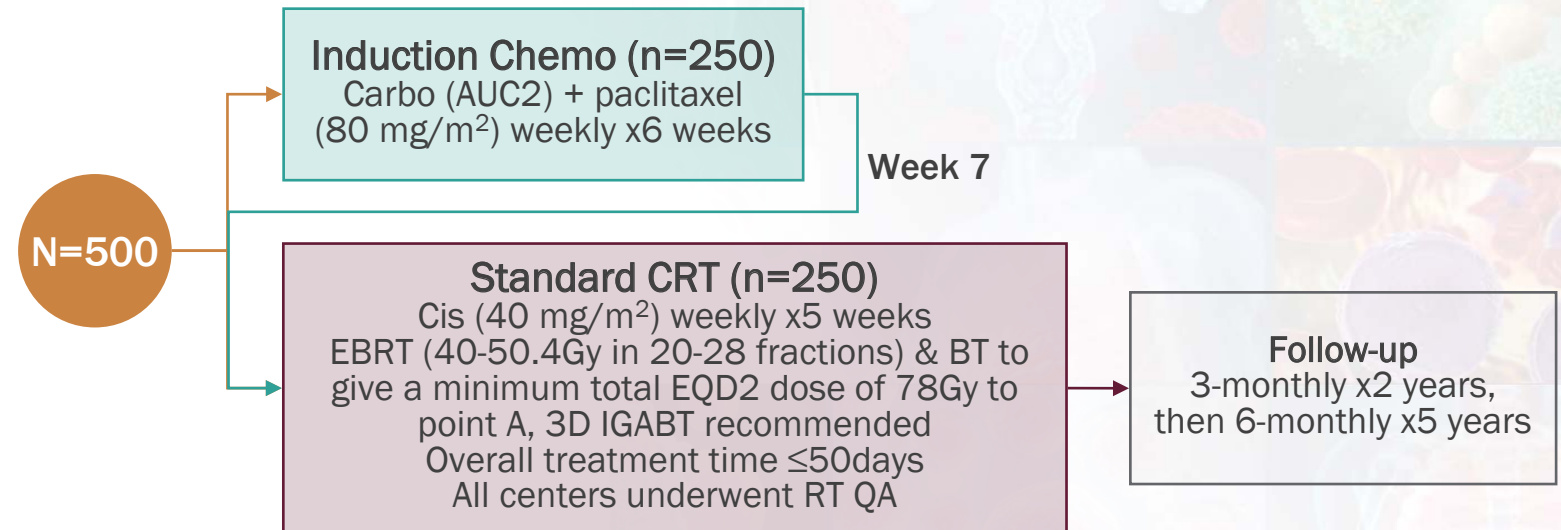 Induction Chemo (n=250)
Carbo (AUC2) + paclitaxel
(80 mg/m²) weekly x6 weeks
Week 7
N=500
Standard CRT (n=250)
Cis (40 mg/m²) weekly x5 weeks
EBRT (40-50.4Gy in 20-28 fractions) & BT to
give a minimum total EQD2 dose of 78Gy to
point A, 3D IGABT recommended
Overall treatment time ≤50days
All centers underwent RT QA
Follow-up
3-monthly x2 years,
then 6-monthly x5 years